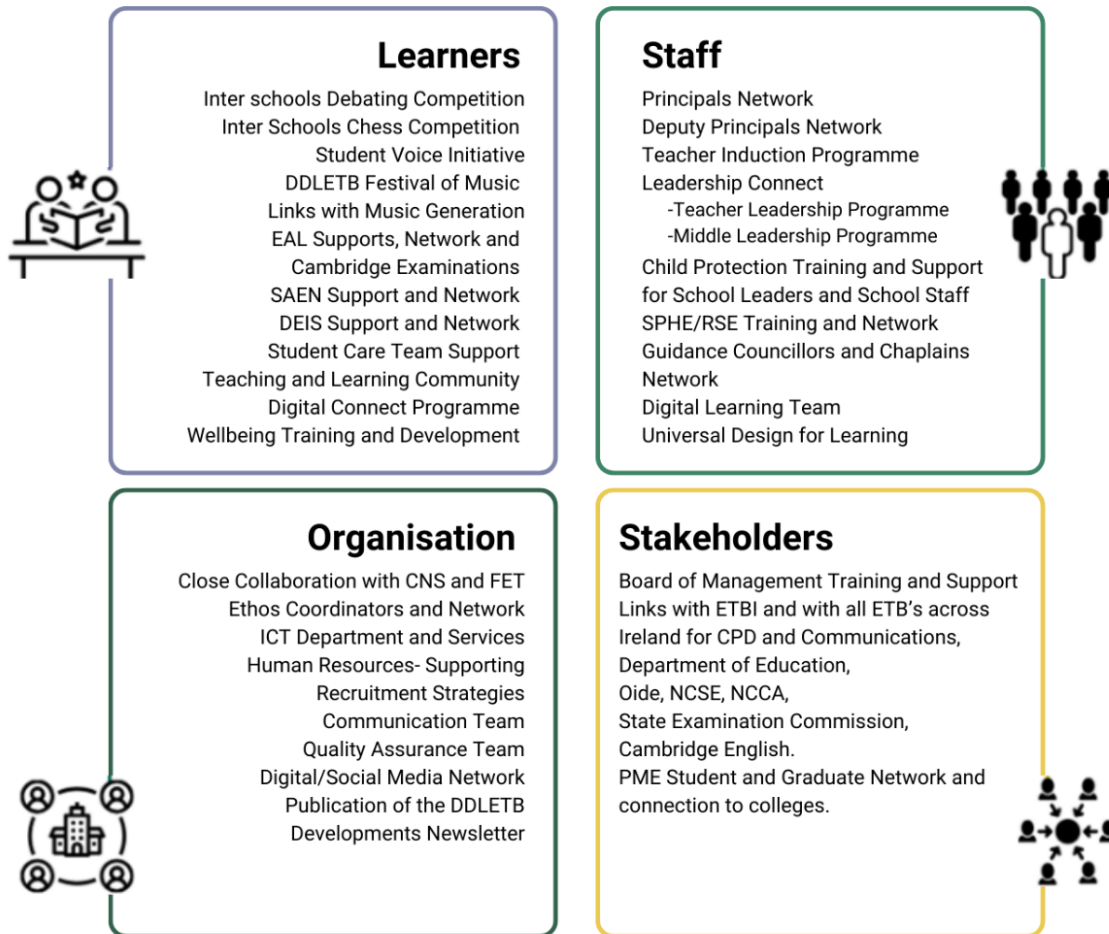 Learners
Inter schools Debating Competition
Inter Schools Chess Competition
Student Voice Initiative
DDLETB Festival of Music
Links with Music Generation
EAL Supports, Network and
Cambridge Examinations
SAEN Support and Network
DEIS Support and Network
Student Care Team Support
Teaching and Learning Community
Digital Connect Programme
Wellbeing Training and Development
Staff
Principals Network
Deputy Principals Network
Teacher Induction Programme
Leadership Connect
-Teacher Leadership Programme
-Middle Leadership Programme
Child Protection Training and Support
for School Leaders and School Staff
SPHE/RSE Training and Network
Guidance Councillors and Chaplains
Network
Digital Learning Team
Universal Design for Learning
Organisation
Close Collaboration with CNS and FET
Ethos Coordinators and Network
ICT Department and Services
Human Resources- Supporting
Recruitment Strategies
Communication Team
Quality Assurance Team
Digital/Social Media Network
Publication of the DDLETB
Developments Newsletter
Stakeholders
Board of Management Training and Support
Links with ETBI and with all ETB's across
Ireland for CPD and Communications,
Department of Education,
Oide, NCSE, NCCA,
State Examination Commission,
Cambridge English.
PME Student and Graduate Network and
connection to colleges.